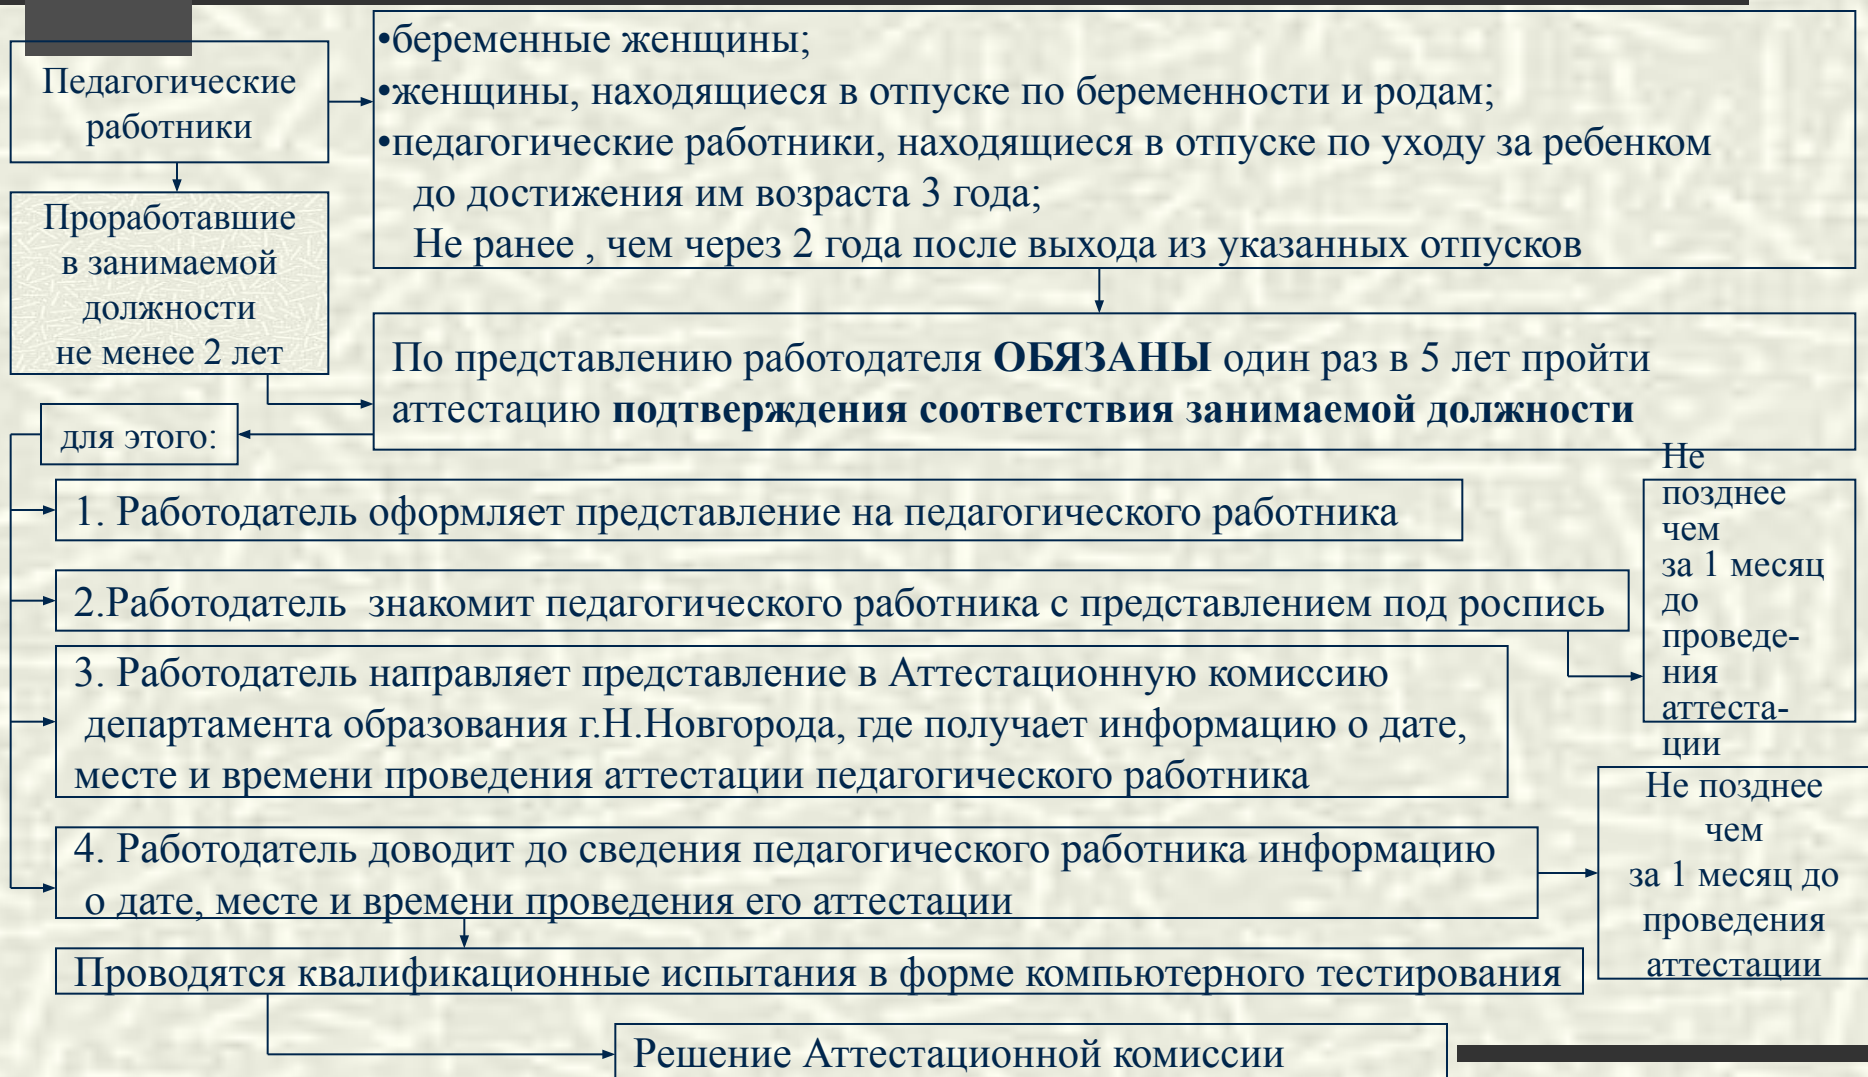 Педагогические
работники
•беременные женщины;
•женщины, находящиеся в отпуске по беременности и родам;
•педагогические работники, находящиеся в отпуске по уходу за ребенком
до достижения им возраста 3 года;
Не ранее , чем через 2 года после выхода из указанных отпусков
Проработавшие
в занимаемой
должности
не менее 2 лет
По представлению работодателя ОБЯЗАНЫ один раз в 5 лет пройти
аттестацию подтверждения соответствия занимаемой должности
для этого:
1. Работодатель оформляет представление на педагогического работника
2.Работодатель  знакомит педагогического работника с представлением под роспись
Не
позднее
чем
за 1 месяц
до
проведе-
ния
аттеста-
ции
3. Работодатель направляет представление в Аттестационную комиссию
департамента образования г.Н.Новгорода, где получает информацию о дате,
месте и времени проведения аттестации педагогического работника
4. Работодатель доводит до сведения педагогического работника информацию
о дате, месте и времени проведения его аттестации
Не позднее
чем
за 1 месяц до
проведения
аттестации
Проводятся квалификационные испытания в форме компьютерного тестирования
Решение Аттестационной комиссии